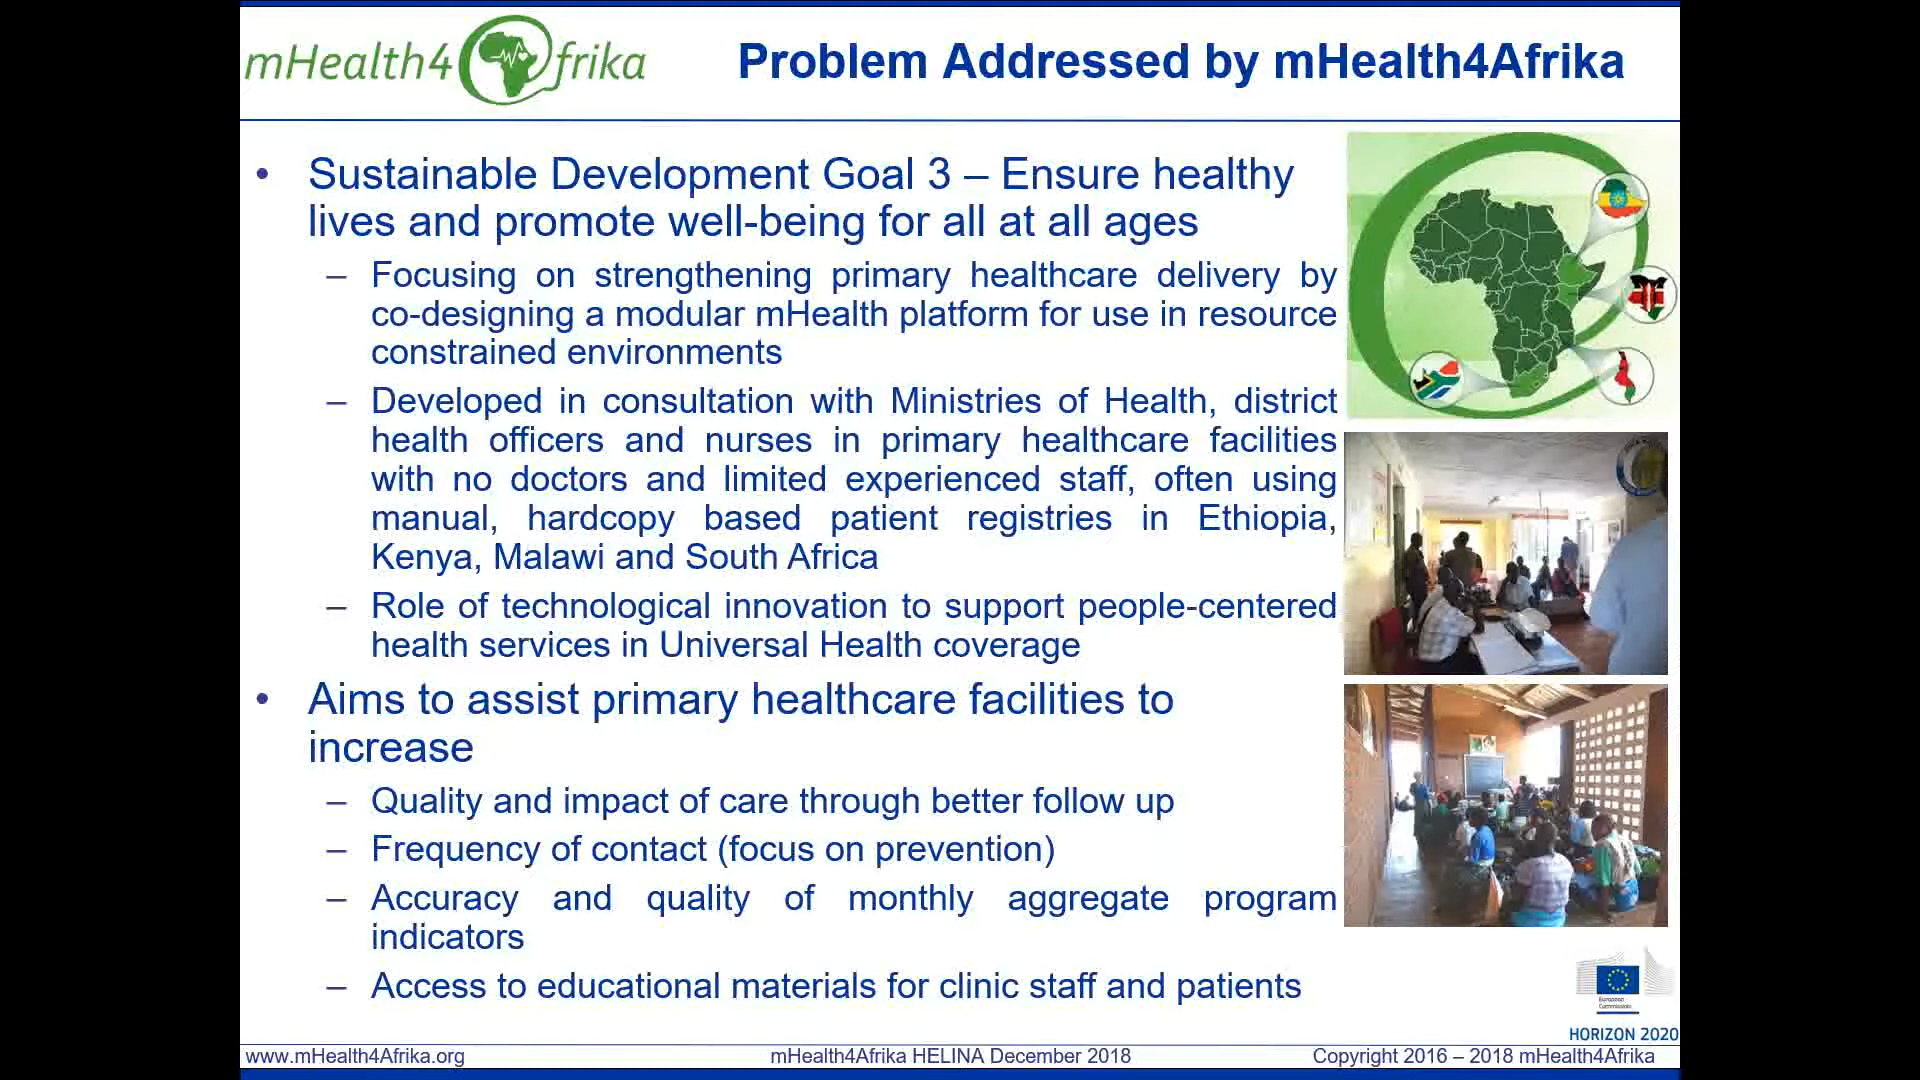 mHealth4Afrika
Problem Addressed by mHealth4Afrika
• Sustainable Development Goal 3 – Ensure healthy
lives and promote well-being for all at all ages
– Focusing on strengthening primary healthcare delivery by
co-designing a modular mHealth platform for use in resource
constrained environments
– Developed in consultation with Ministries of Health, district
health officers and nurses in primary healthcare facilities
with no doctors and limited experienced staff, often using
manual, hardcopy based patient registries in Ethiopia,
Kenya, Malawi and South Africa
– Role of technological innovation to support people-centered
health services in Universal Health coverage
• Aims to assist primary healthcare facilities to
increase
– Quality and impact of care through better follow up
– Frequency of contact (focus on prevention)
– Accuracy and quality of monthly aggregate program
indicators
– Access to educational materials for clinic staff and patients
European
Commission
HORIZON 2020
www.mHealth4Afrika.org
mHealth4Afrika HELINA December 2018
Copyright 2016 – 2018 mHealth4Afrika